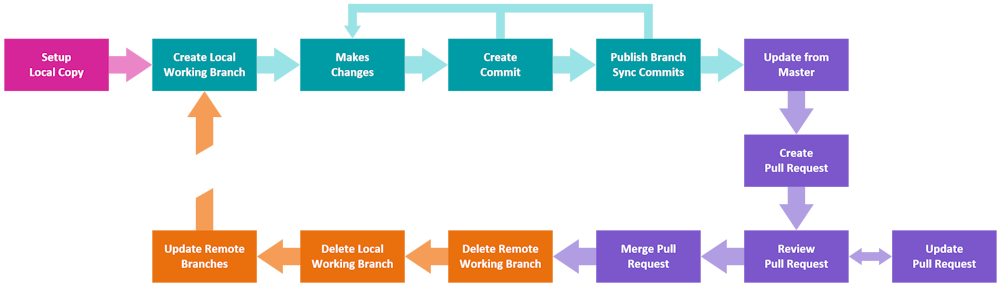 Setup
Local Copy
Create Local
Working Branch
Makes
Changes
Create
Commit
Publish Branch
Sync Commits
Update from
Master
Create
Pull Request
Update Remote
Branches
Delete Local
Working Branch
Delete Remote
Working Branch
Merge Pull
Request
Review
Pull Request
Update
Pull Request